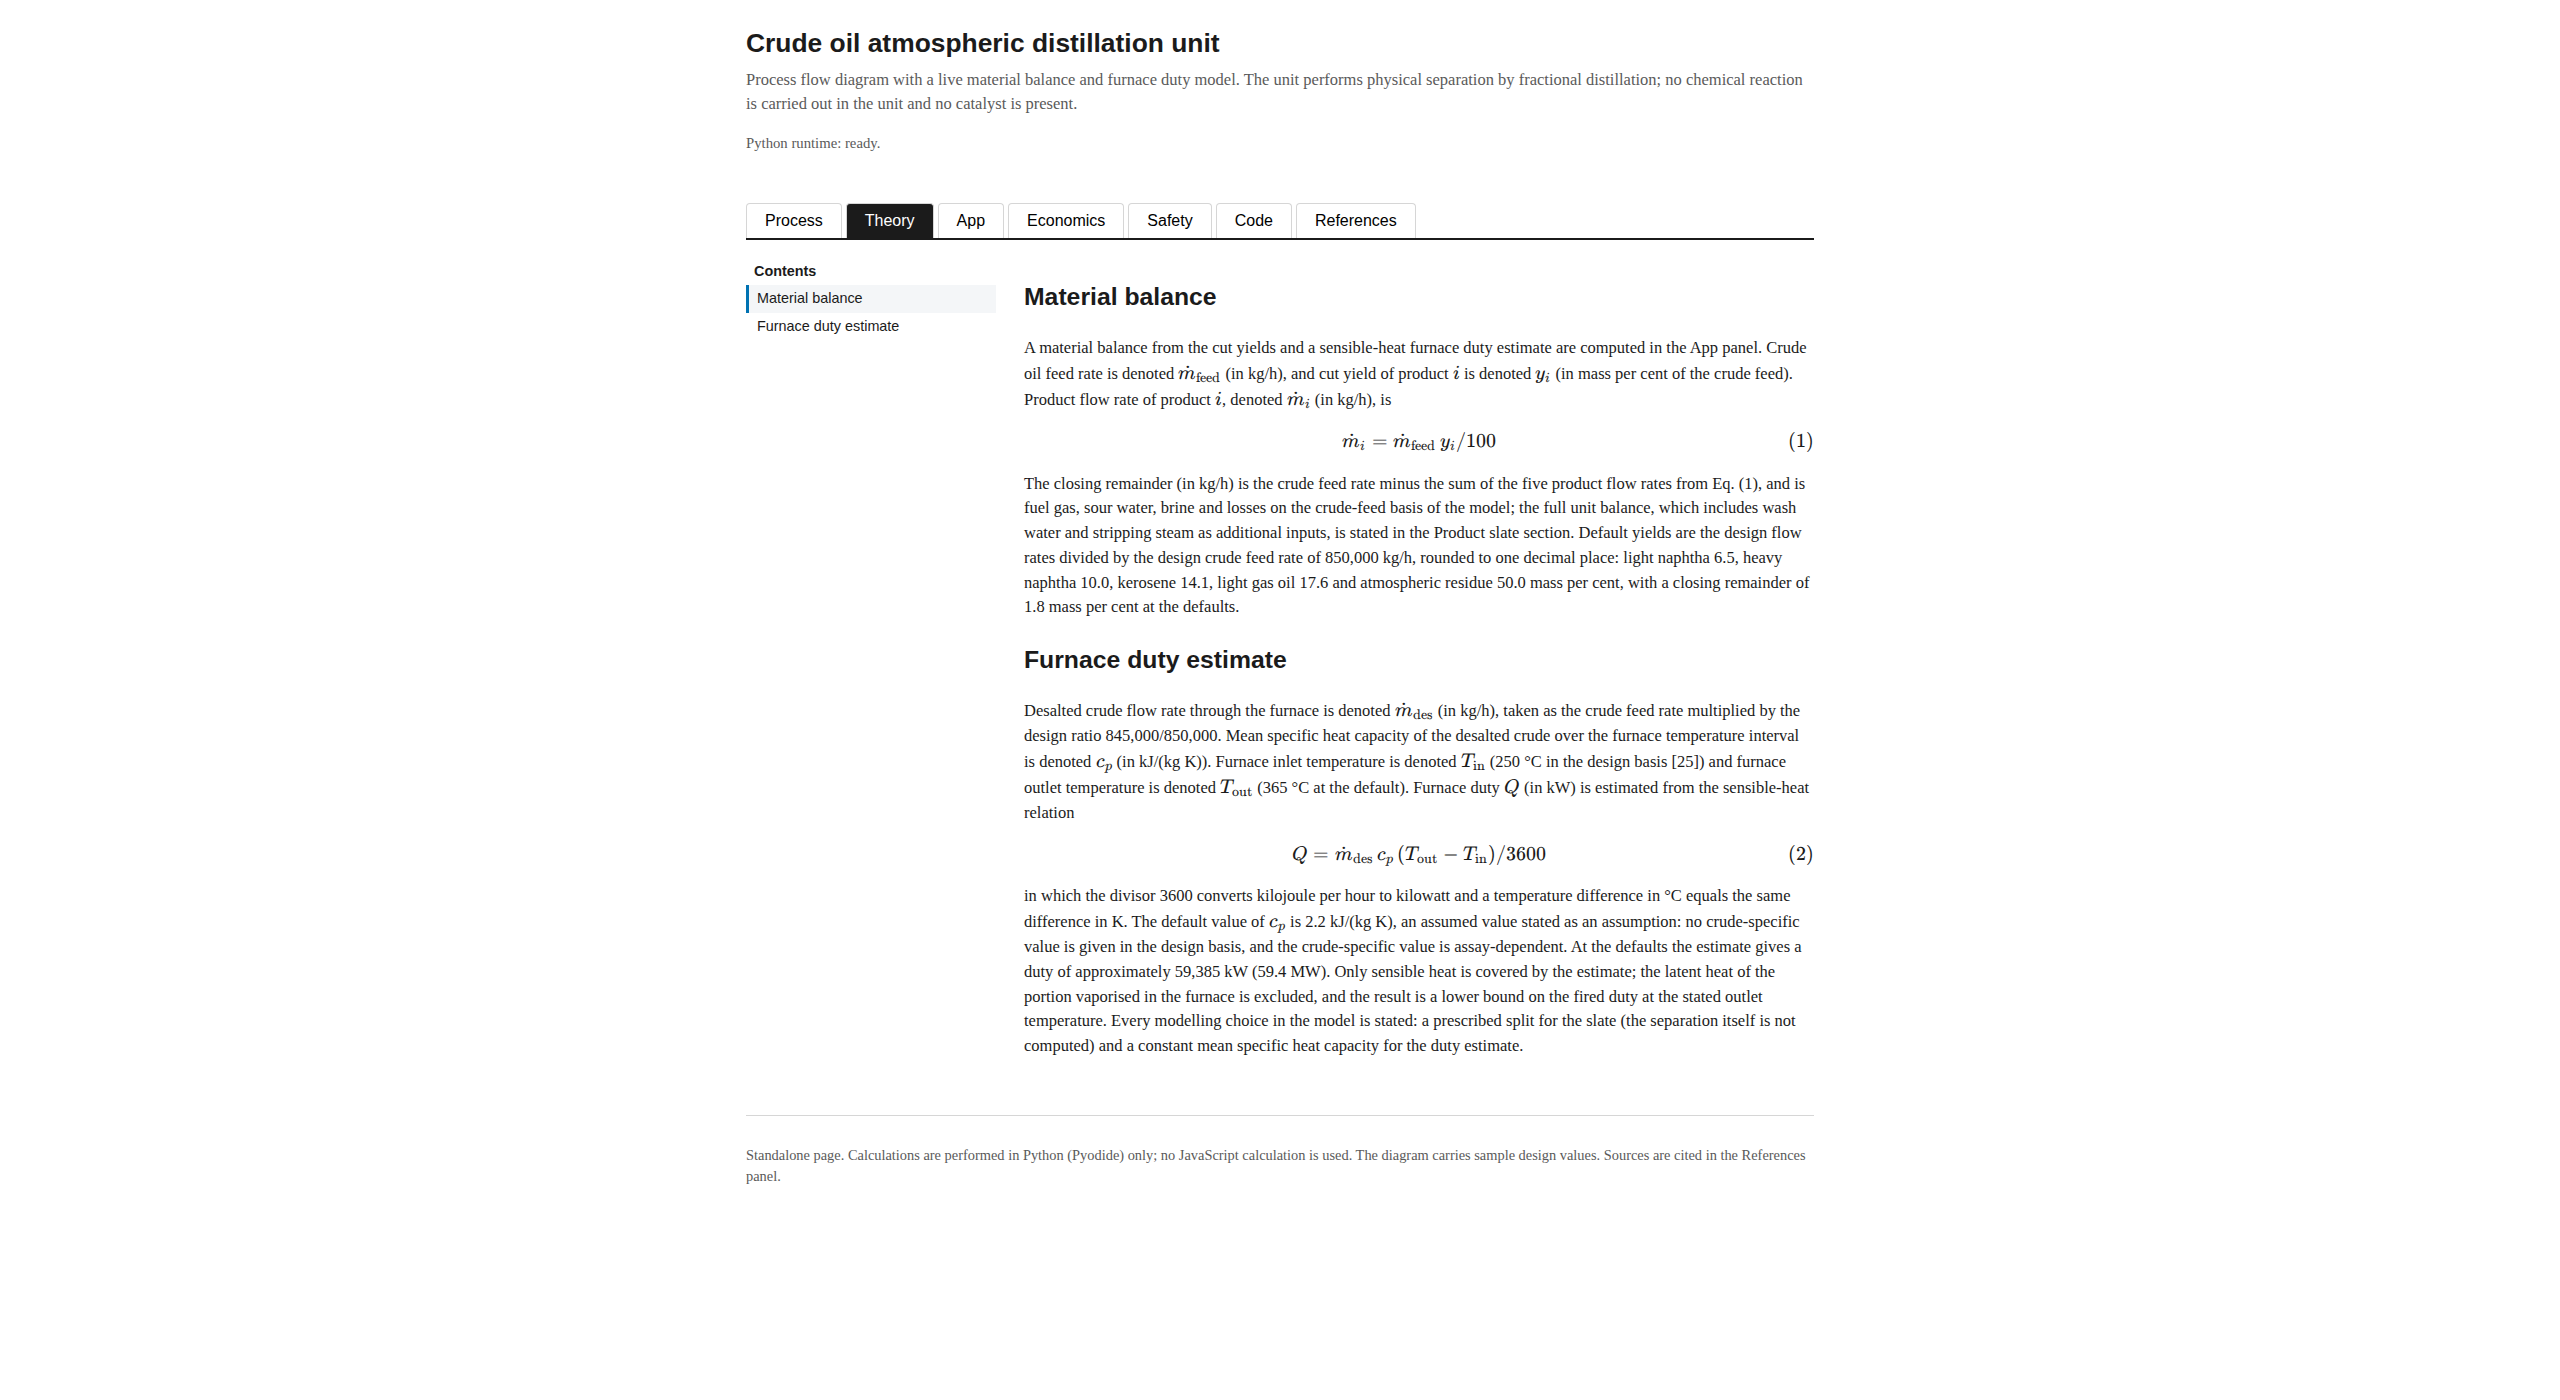 Crude oil atmospheric distillation unit
Process flow diagram with a live material balance and furnace duty model. The unit performs physical separation by fractional distillation; no chemical reaction
is carried out in the unit and no catalyst is present.
Python runtime: ready.
Process Theory App Economics Safety Code References
Contents
Material balance
Furnace duty estimate
Material balance
A material balance from the cut yields and a sensible-heat furnace duty estimate are computed in the App panel. Crude
oil feed rate is denoted ṁ_feed (in kg/h), and cut yield of product i is denoted y_i (in mass per cent of the crude feed).
Product flow rate of product i, denoted ṁ_i (in kg/h), is
ṁ_i = ṁ_feed y_i/100 (1)
The closing remainder (in kg/h) is the crude feed rate minus the sum of the five product flow rates from Eq. (1), and is
fuel gas, sour water, brine and losses on the crude-feed basis of the model; the full unit balance, which includes wash
water and stripping steam as additional inputs, is stated in the Product slate section. Default yields are the design flow
rates divided by the design crude feed rate of 850,000 kg/h, rounded to one decimal place: light naphtha 6.5, heavy
naphtha 10.0, kerosene 14.1, light gas oil 17.6 and atmospheric residue 50.0 mass per cent, with a closing remainder of
1.8 mass per cent at the defaults.
Furnace duty estimate
Desalted crude flow rate through the furnace is denoted ṁ_des (in kg/h), taken as the crude feed rate multiplied by the
design ratio 845,000/850,000. Mean specific heat capacity of the desalted crude over the furnace temperature interval
is denoted c_p (in kJ/(kg K)). Furnace inlet temperature is denoted T_in (250 °C in the design basis [25]) and furnace
outlet temperature is denoted T_out (365 °C at the default). Furnace duty Q (in kW) is estimated from the sensible-heat
relation
Q = ṁ_des c_p (T_out − T_in)/3600 (2)
in which the divisor 3600 converts kilojoule per hour to kilowatt and a temperature difference in °C equals the same
difference in K. The default value of c_p is 2.2 kJ/(kg K), an assumed value stated as an assumption: no crude-specific
value is given in the design basis, and the crude-specific value is assay-dependent. At the defaults the estimate gives a
duty of approximately 59,385 kW (59.4 MW). Only sensible heat is covered by the estimate; the latent heat of the
portion vaporised in the furnace is excluded, and the result is a lower bound on the fired duty at the stated outlet
temperature. Every modelling choice in the model is stated: a prescribed split for the slate (the separation itself is not
computed) and a constant mean specific heat capacity for the duty estimate.
Standalone page. Calculations are performed in Python (Pyodide) only; no JavaScript calculation is used. The diagram carries sample design values. Sources are cited in the References
panel.